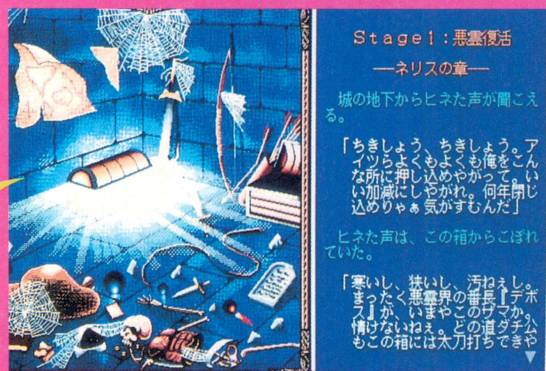 Stage1:悪霊復活
──ネリスの章──
城の地下からヒネた声が聞こえ
る。
「ちきしょう、ちきしょう。ア
イツらよくもよくも俺をこん
な所に押し込めやがって。い
い加減にしやがれ。何年閉じ
込めりゃぁ気がすむんだ」
ヒネた声は、この箱からこぼれ
ていた。
「寒いし、狭いし、汚ねぇし。
まったく悪霊界の番長『デボ
ス』が、いまやこのザマか。
情けないねぇ。どの道ダチ公
もこの箱には太刀打ちできや
▼